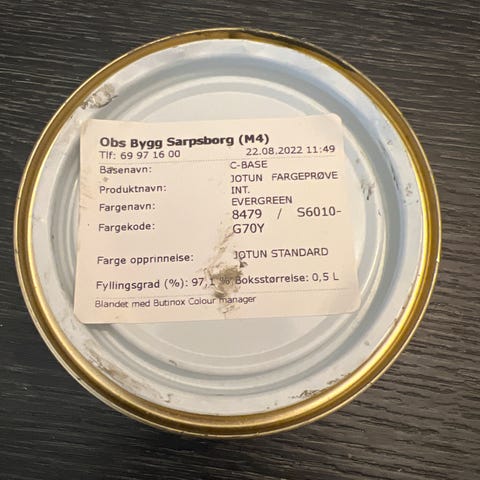 Obs Bygg Sarpsborg (M4)
Tlf: 69 97 16 00 22.08.2022 11:49
Basenavn: C-BASE
Produktnavn: JOTUN FARGEPRØVE INT.
Fargenavn: EVERGREEN
Fargekode: 8479 / S6010-G70Y
Farge opprinnelse: JOTUN STANDARD
Fyllingsgrad (%): 97,1 % Boksstørrelse: 0,5 L
Blandet med Butinox Colour manager